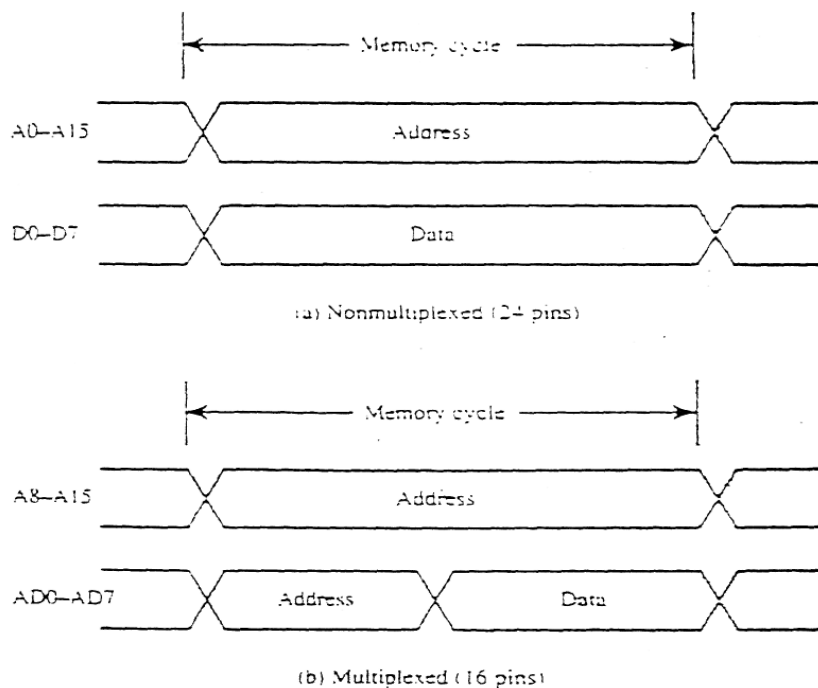 Memory cycle
A0–A15
Address
D0–D7
Data
(a) Nonmultiplexed (24 pins)
Memory cycle
A8–A15
Address
AD0–AD7
Address
Data
(b) Multiplexed (16 pins)